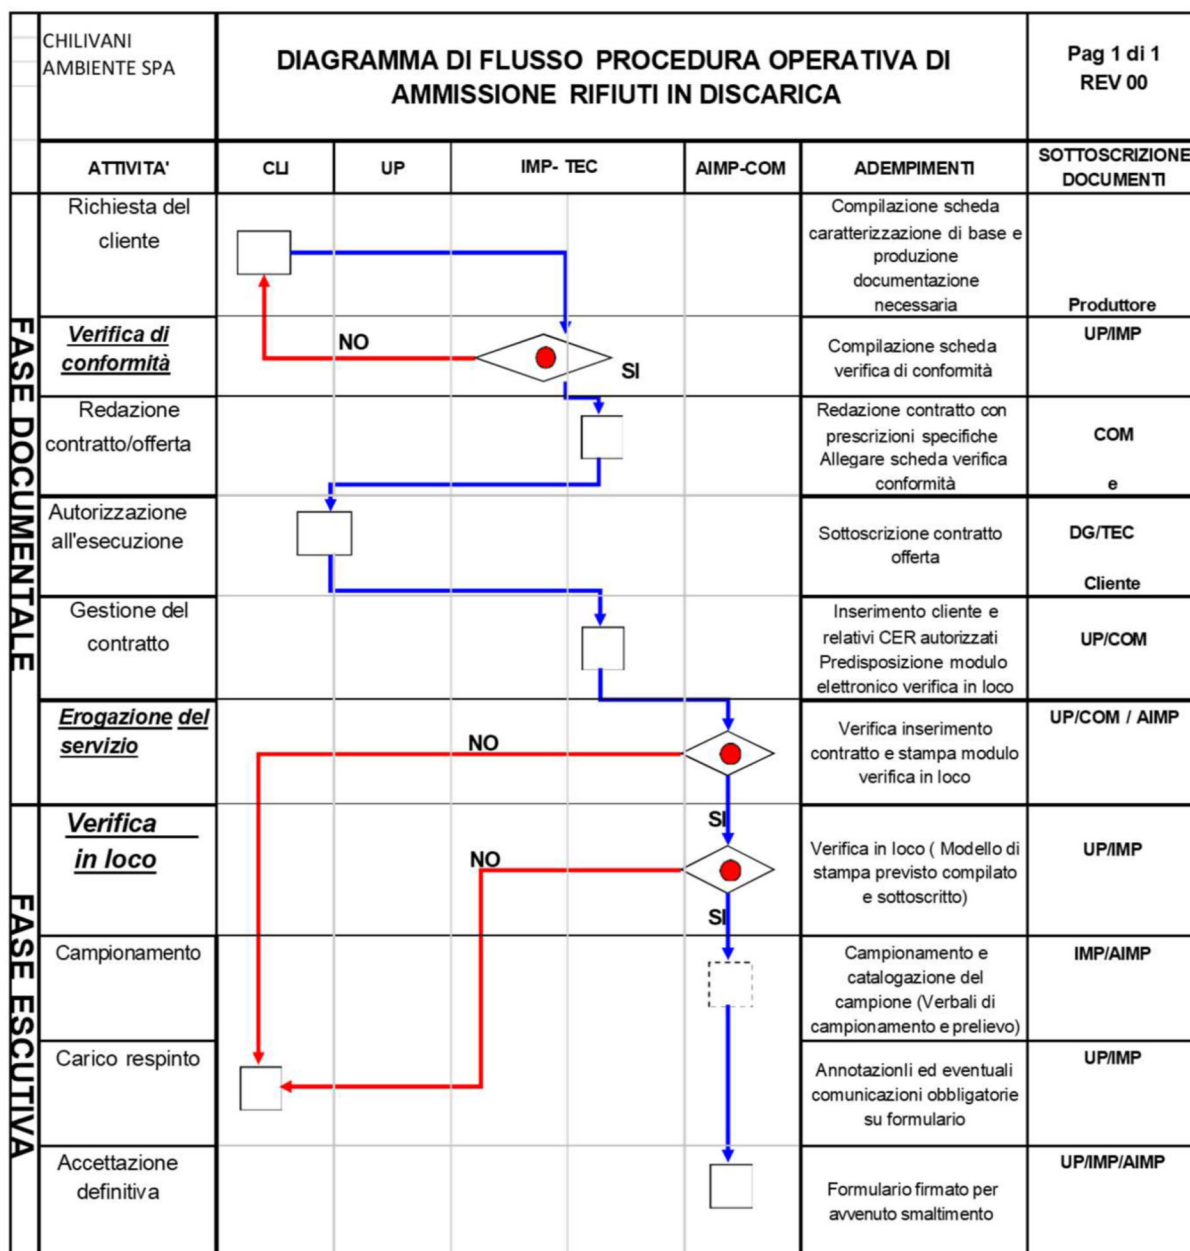 CHILIVANI
AMBIENTE SPA
DIAGRAMMA DI FLUSSO PROCEDURA OPERATIVA DI
AMMISSIONE RIFIUTI IN DISCARICA
Pag 1 di 1
REV 00
ATTIVITA'
CLI
UP
IMP- TEC
AIMP-COM
ADEMPIMENTI
SOTTOSCRIZIONE
DOCUMENTI
FASE DOCUMENTALE
Richiesta del
cliente
Compilazione scheda
caratterizzazione di base e
produzione
documentazione
necessaria
Produttore
Verifica di
conformità
NO
SI
Compilazione scheda
verifica di conformità
UP/IMP
Redazione
contratto/offerta
Redazione contratto con
prescrizioni specifiche
Allegare scheda verifica
conformità
COM
e
Autorizzazione
all'esecuzione
Sottoscrizione contratto
offerta
DG/TEC
Cliente
Gestione del
contratto
Inserimento cliente e
relativi CER autorizzati
Predisposizione modulo
elettronico verifica in loco
UP/COM
Erogazione del
servizio
NO
Verifica inserimento
contratto e stampa modulo
verifica in loco
UP/COM / AIMP
FASE ESCUTIVA
Verifica
in loco
SI
NO
Verifica in loco ( Modello di
stampa previsto compilato
e sottoscritto)
UP/IMP
SI
Campionamento
Campionamento e
catalogazione del
campione (Verbali di
campionamento e prelievo)
IMP/AIMP
Carico respinto
Annotazionli ed eventuali
comunicazioni obbligatorie
su formulario
UP/IMP
Accettazione
definitiva
Formulario firmato per
avvenuto smaltimento
UP/IMP/AIMP